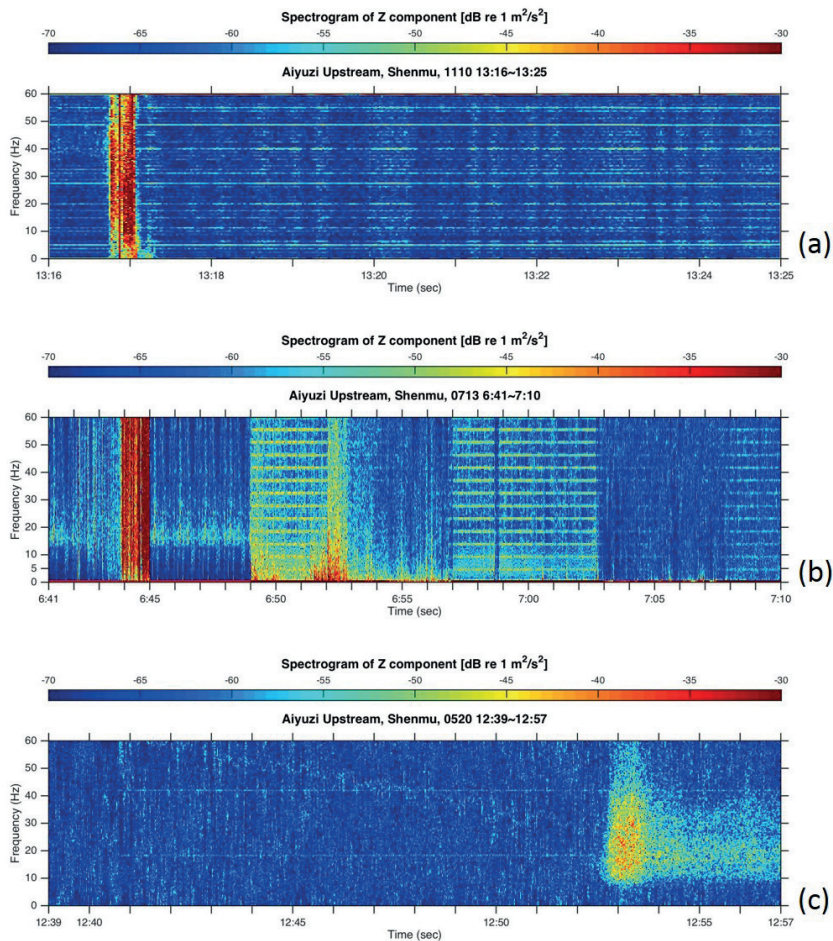 Spectrogram of Z component [dB re 1 m²/s²]
-70 -65 -60 -55 -50 -45 -40 -35 -30
Aiyuzi Upstream, Shenmu, 1110 13:16~13:25
60
50
40
30
20
10
0
Frequency (Hz)
13:16 13:18 13:20 13:22 13:24 13:25
Time (sec)
(a)
Spectrogram of Z component [dB re 1 m²/s²]
-70 -65 -60 -55 -50 -45 -40 -35 -30
Aiyuzi Upstream, Shenmu, 0713 6:41~7:10
60
50
40
30
20
10
5
0
Frequency (Hz)
6:41 6:45 6:50 6:55 7:00 7:05 7:10
Time (sec)
(b)
Spectrogram of Z component [dB re 1 m²/s²]
-70 -65 -60 -55 -50 -45 -40 -35 -30
Aiyuzi Upstream, Shenmu, 0520 12:39~12:57
60
50
40
30
20
10
0
Frequency (Hz)
12:39 12:40 12:45 12:50 12:55 12:57
Time (sec)
(c)